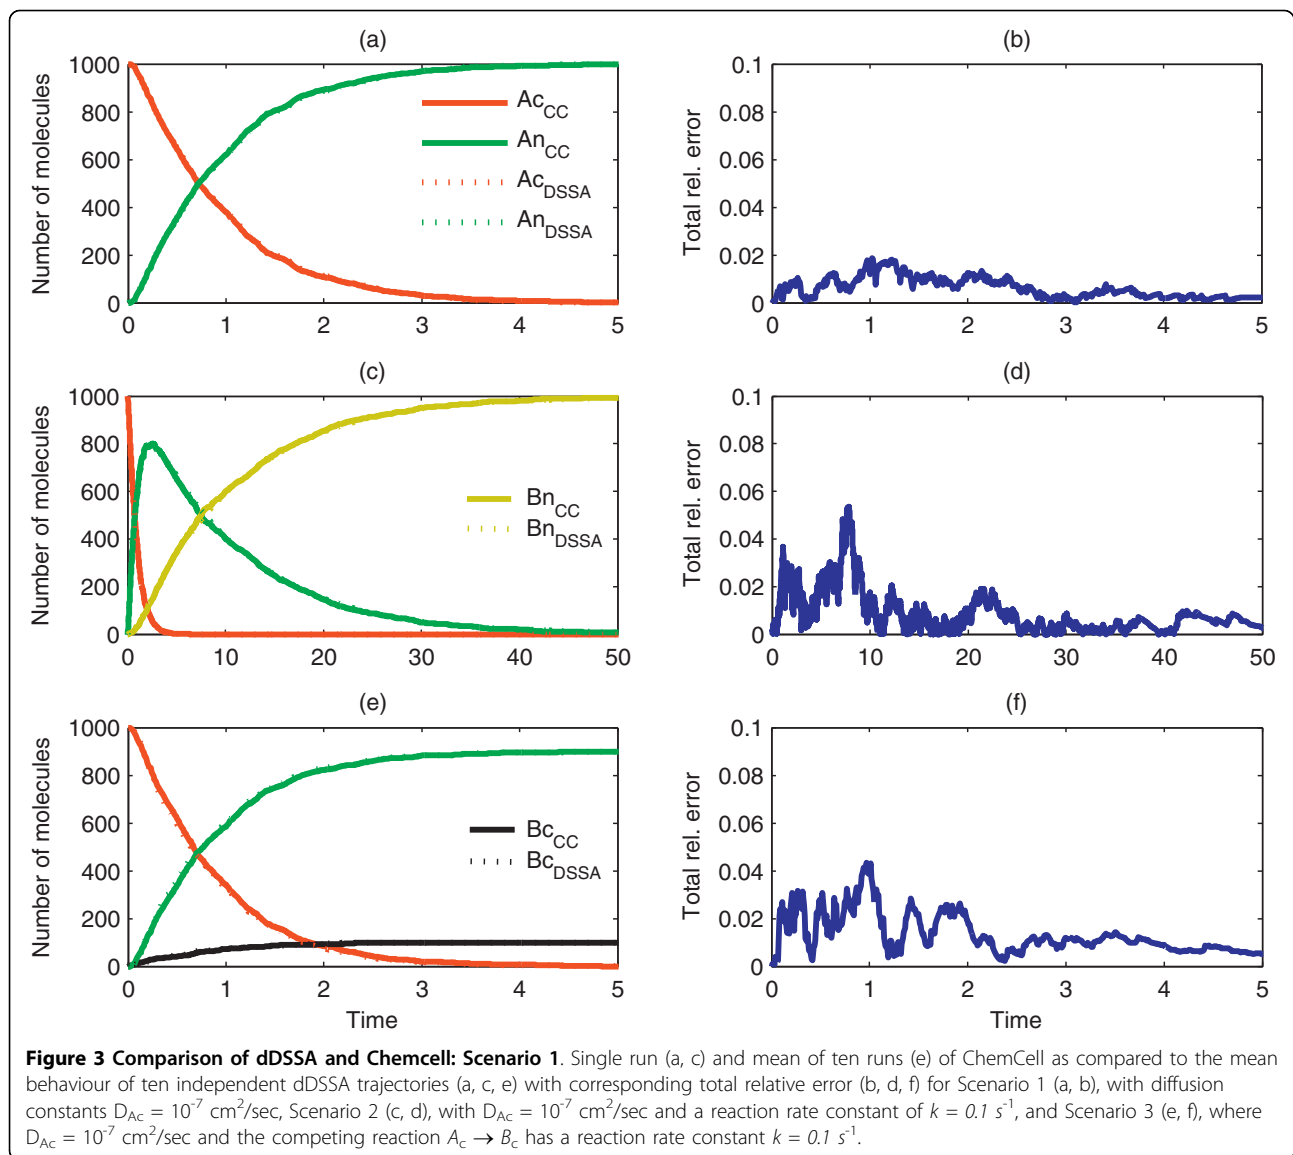 (a)
1000
800
600
400
200
0
0 1 2 3 4 5
Number of molecules
Ac_CC
An_CC
Ac_DSSA
An_DSSA
(b)
0.1
0.08
0.06
0.04
0.02
0
0 1 2 3 4 5
Total rel. error
(c)
1000
800
600
400
200
0
0 10 20 30 40 50
Number of molecules
Bn_CC
Bn_DSSA
(d)
0.1
0.08
0.06
0.04
0.02
0
0 10 20 30 40 50
Total rel. error
(e)
1000
800
600
400
200
0
0 1 2 3 4 5
Number of molecules
Time
Bc_CC
Bc_DSSA
(f)
0.1
0.08
0.06
0.04
0.02
0
0 1 2 3 4 5
Total rel. error
Time
Figure 3 Comparison of dDSSA and Chemcell: Scenario 1. Single run (a, c) and mean of ten runs (e) of ChemCell as compared to the mean
behaviour of ten independent dDSSA trajectories (a, c, e) with corresponding total relative error (b, d, f) for Scenario 1 (a, b), with diffusion
constants D_Ac = 10⁻⁷ cm²/sec, Scenario 2 (c, d), with D_Ac = 10⁻⁷ cm²/sec and a reaction rate constant of k = 0.1 s⁻¹, and Scenario 3 (e, f), where
D_Ac = 10⁻⁷ cm²/sec and the competing reaction A_c → B_c has a reaction rate constant k = 0.1 s⁻¹.